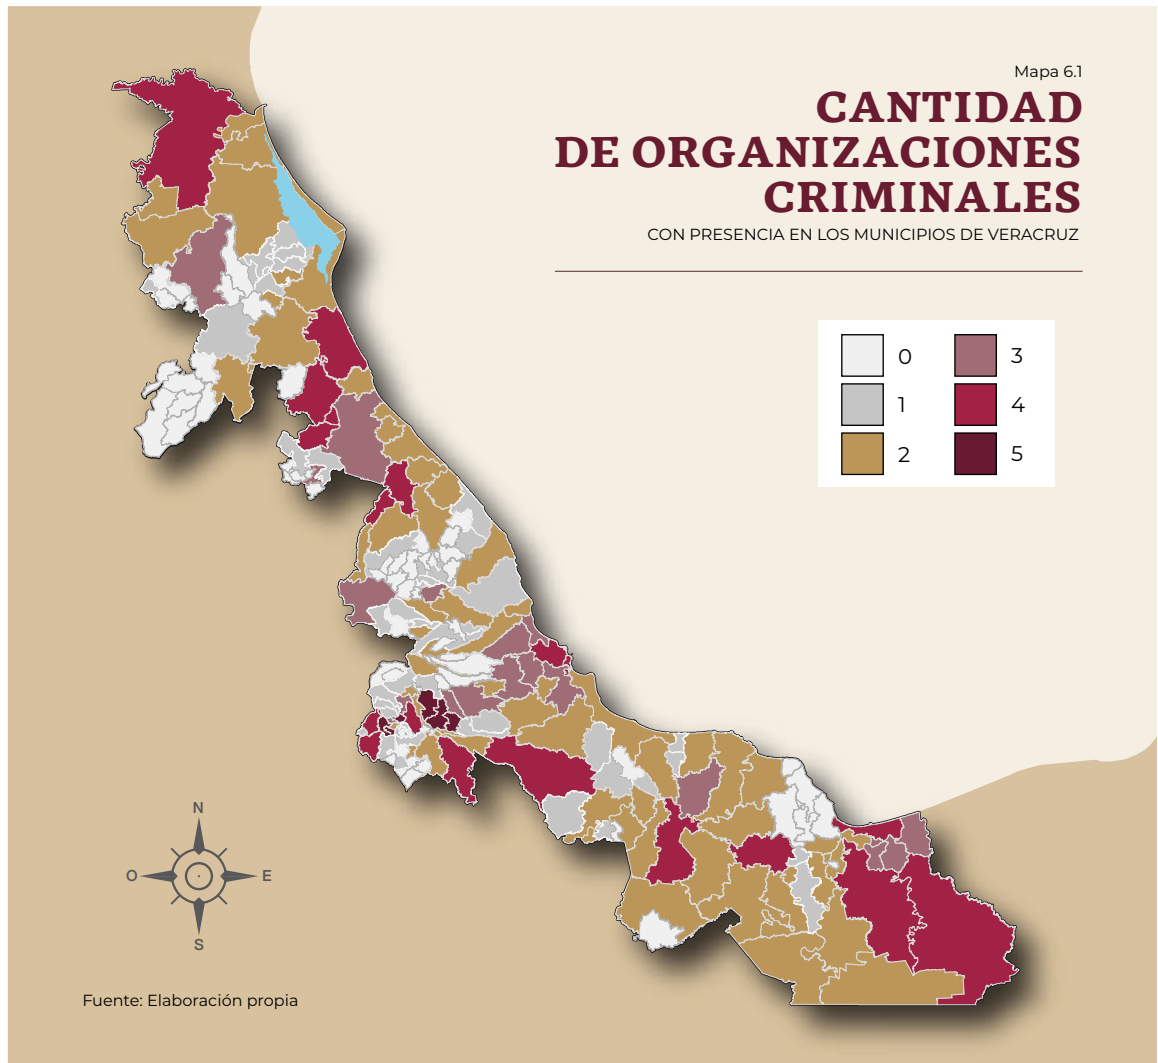 Mapa 6.1
CANTIDAD
DE ORGANIZACIONES
CRIMINALES
CON PRESENCIA EN LOS MUNICIPIOS DE VERACRUZ
0
3
1
4
2
5
N
O
E
S
Fuente: Elaboración propia